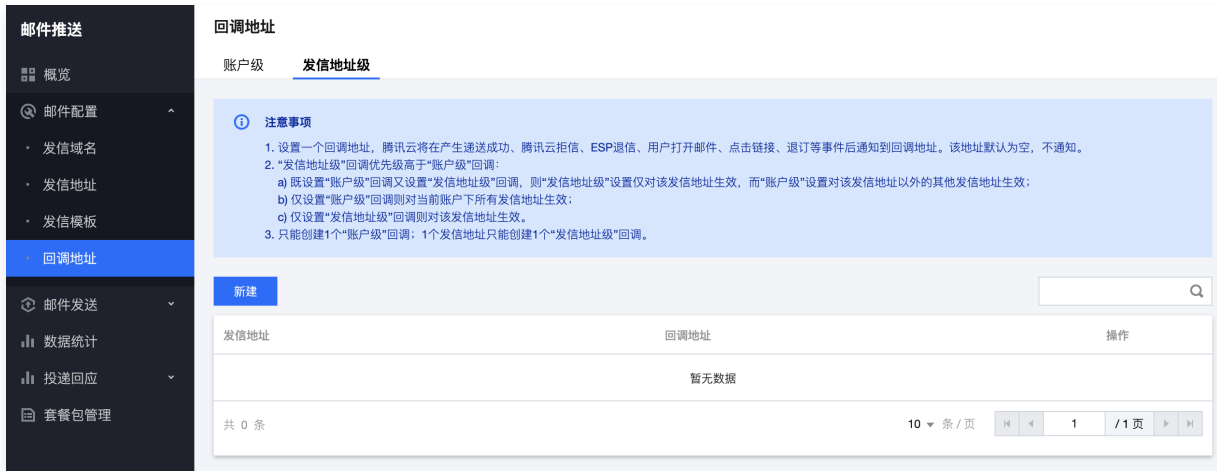 邮件推送
概览
邮件配置
发信域名
发信地址
发信模板
回调地址
邮件发送
数据统计
投递回应
套餐包管理
回调地址
账户级 发信地址级
注意事项
1. 设置一个回调地址，腾讯云将在产生递送成功、腾讯云拒信、ESP退信、用户打开邮件、点击链接、退订等事件后通知到回调地址。该地址默认为空，不通知。
2. “发信地址级”回调优先级高于“账户级”回调：
a) 既设置“账户级”回调又设置“发信地址级”回调，则“发信地址级”设置仅对该发信地址生效，而“账户级”设置对该发信地址以外的其他发信地址生效；
b) 仅设置“账户级”回调则对当前账户下所有发信地址生效；
c) 仅设置“发信地址级”回调则对该发信地址生效。
3. 只能创建1个“账户级”回调；1个发信地址只能创建1个“发信地址级”回调。
新建
发信地址 回调地址 操作
暂无数据
共 0 条 10 条 / 页 1 / 1 页